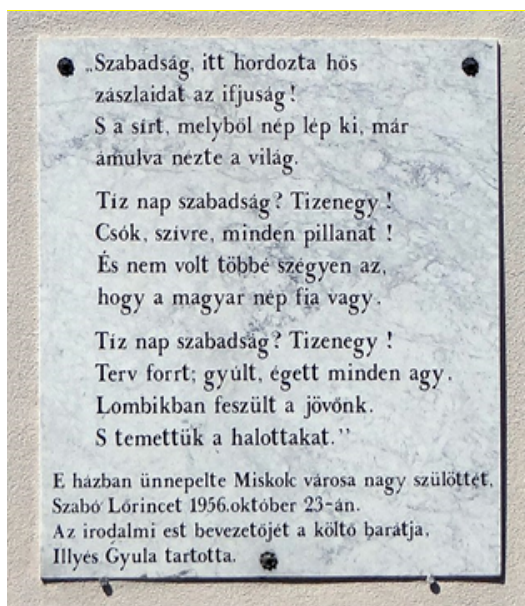 „Szabadság, itt hordozta hős
zászlaidat az ifjuság!
S a sírt, melyből nép lép ki, már
ámulva nézte a világ.
Tíz nap szabadság? Tizenegy!
Csók, szívre, minden pillanat!
És nem volt többé szégyen az,
hogy a magyar nép fia vagy.
Tíz nap szabadság? Tizenegy!
Terv forrt; gyúlt, égett minden agy.
Lombikban feszült a jövőnk.
S temettük a halottakat.”
E házban ünnepelte Miskolc városa nagy szülöttét,
Szabó Lőrincet 1956.október 23-án.
Az irodalmi est bevezetőjét a költő barátja,
Illyés Gyula tartotta.